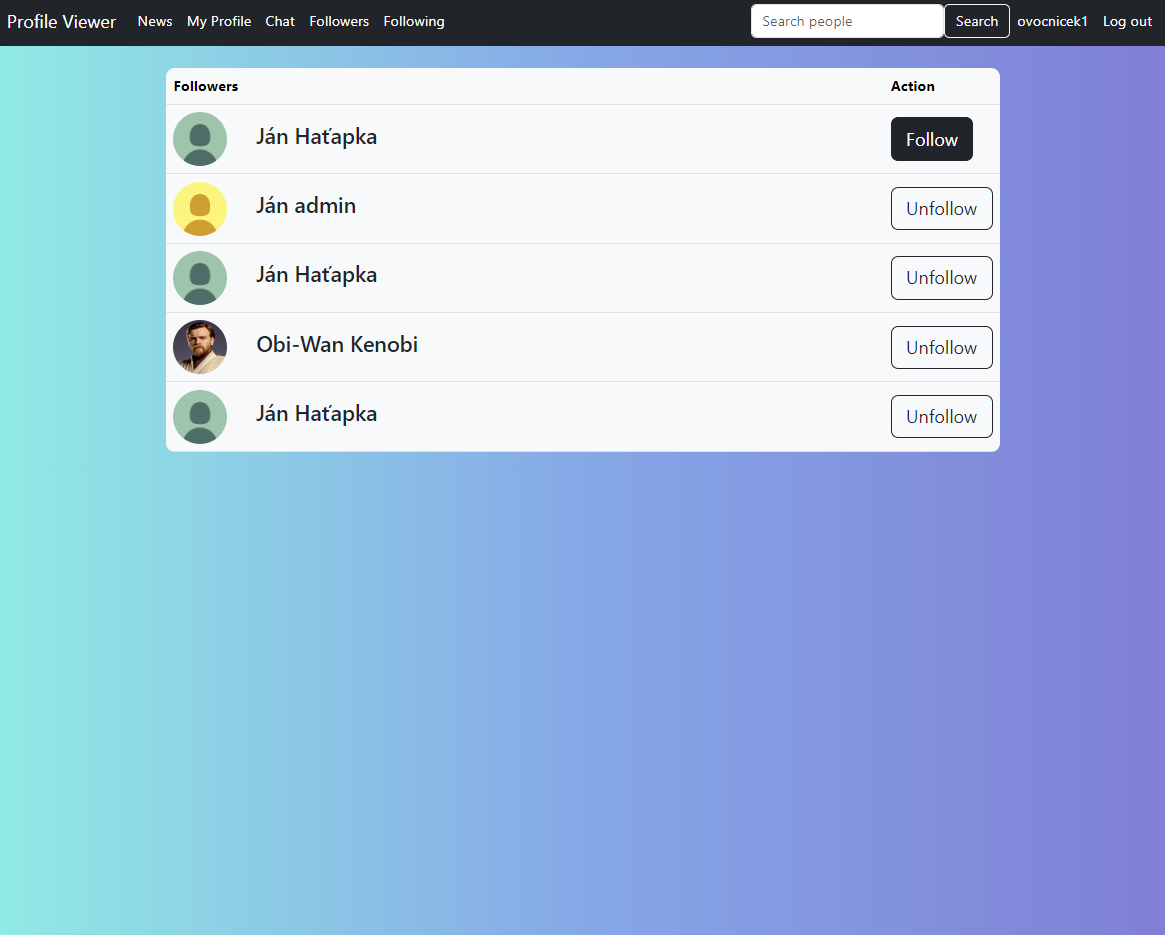 Profile Viewer News My Profile Chat Followers Following Search people Search ovocnicek1 Log out
Followers Action
Ján Haťapka Follow
Ján admin Unfollow
Ján Haťapka Unfollow
Obi-Wan Kenobi Unfollow
Ján Haťapka Unfollow